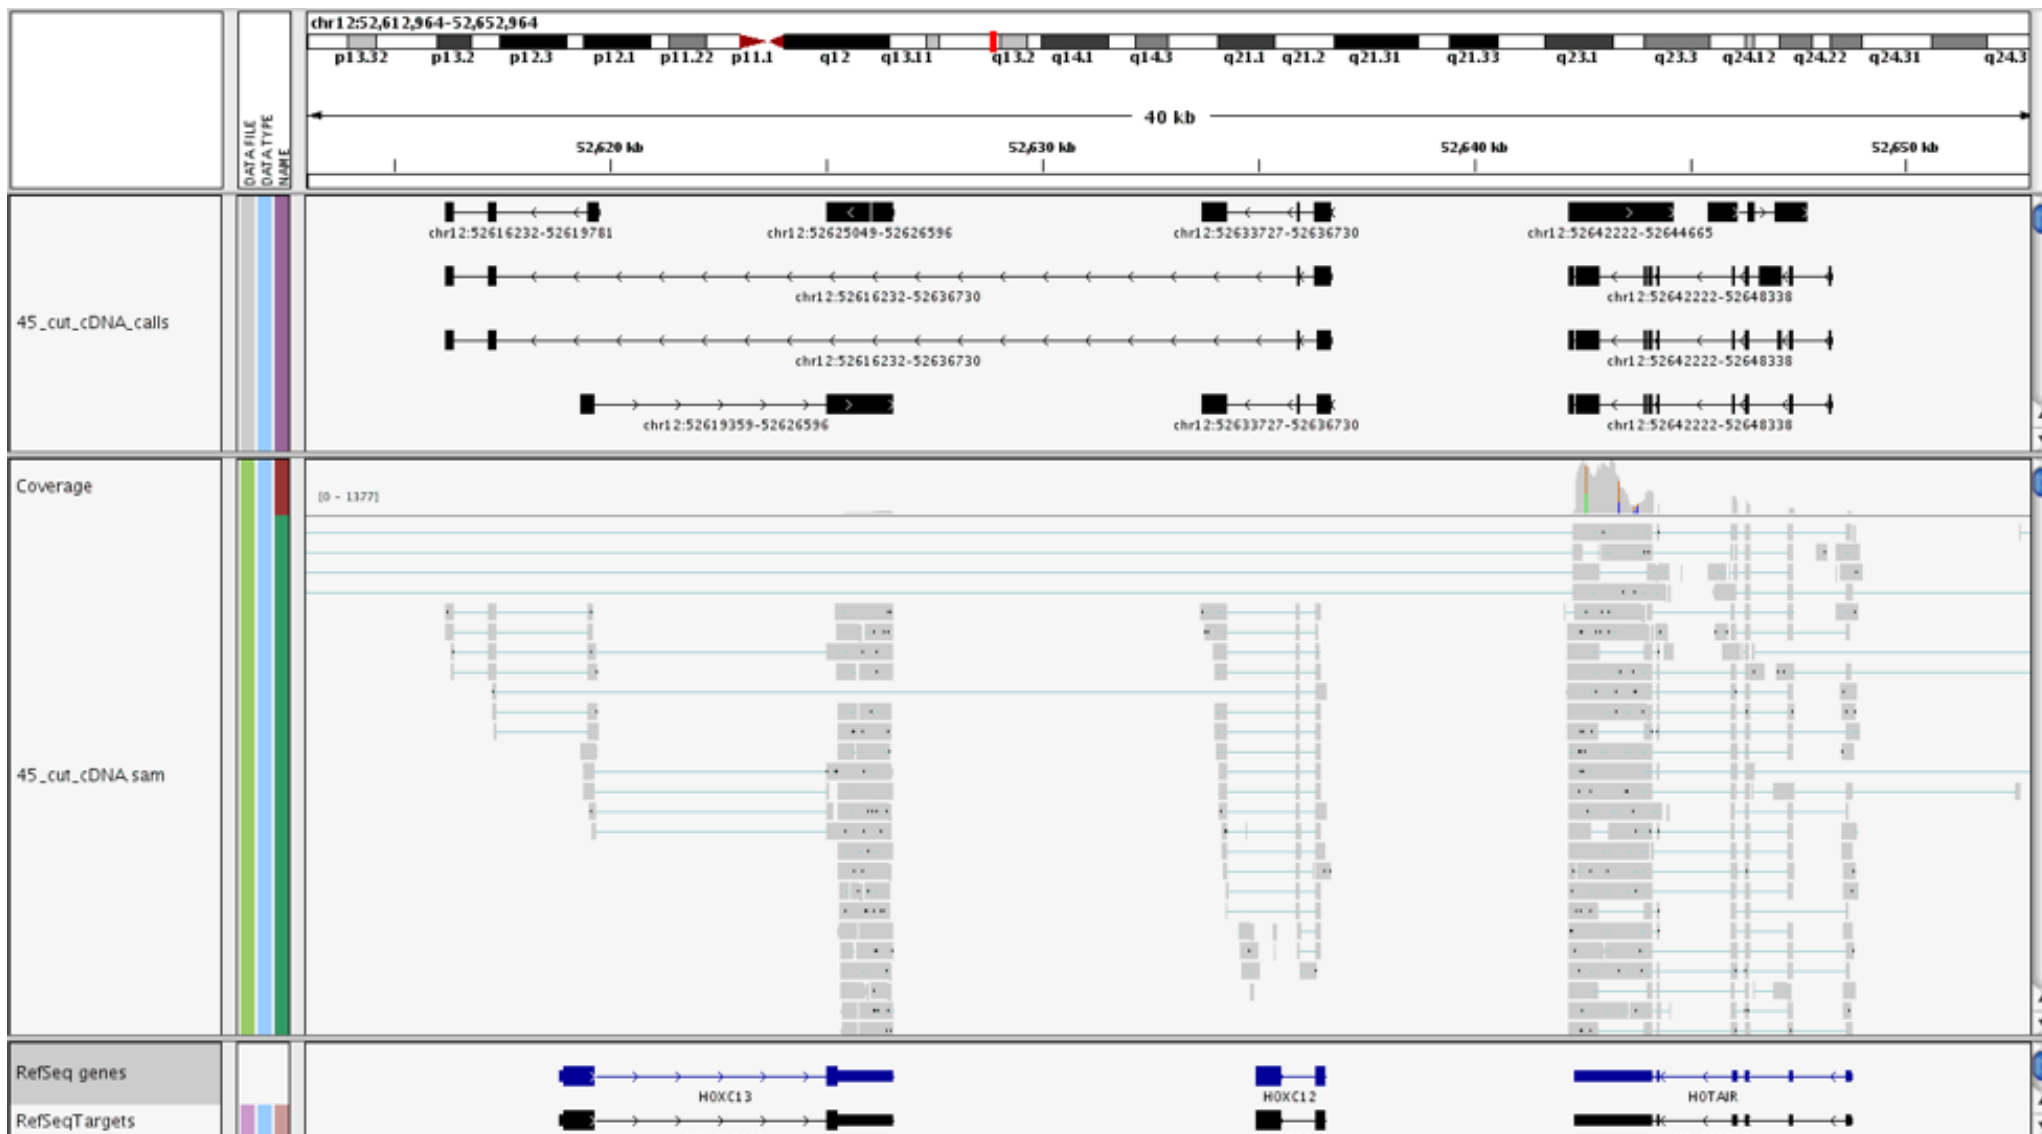 chr12:52,612,964-52,652,964
p13.32 p13.2 p12.3 p12.1 p11.22 p11.1 q12 q13.11 q13.2 q14.1 q14.3 q21.1 q21.2 q21.31 q21.33 q23.1 q23.3 q24.12 q24.22 q24.31 q24.3
DATA FILE
DATA TYPE
NAME
40 kb
52,620 kb 52,630 kb 52,640 kb 52,650 kb
45_cut_cDNA_calls
chr12:52616232-52619781 chr12:52625049-52626596 chr12:52633727-52636730 chr12:52642222-52644665
chr12:52616232-52636730 chr12:52642222-52648338
chr12:52616232-52636730 chr12:52642222-52648338
chr12:52619359-52626596 chr12:52633727-52636730 chr12:52642222-52648338
Coverage
[0 - 1377]
45_cut_cDNA.sam
RefSeq genes
HOXC13 HOXC12 HOTAIR
RefSeqTargets